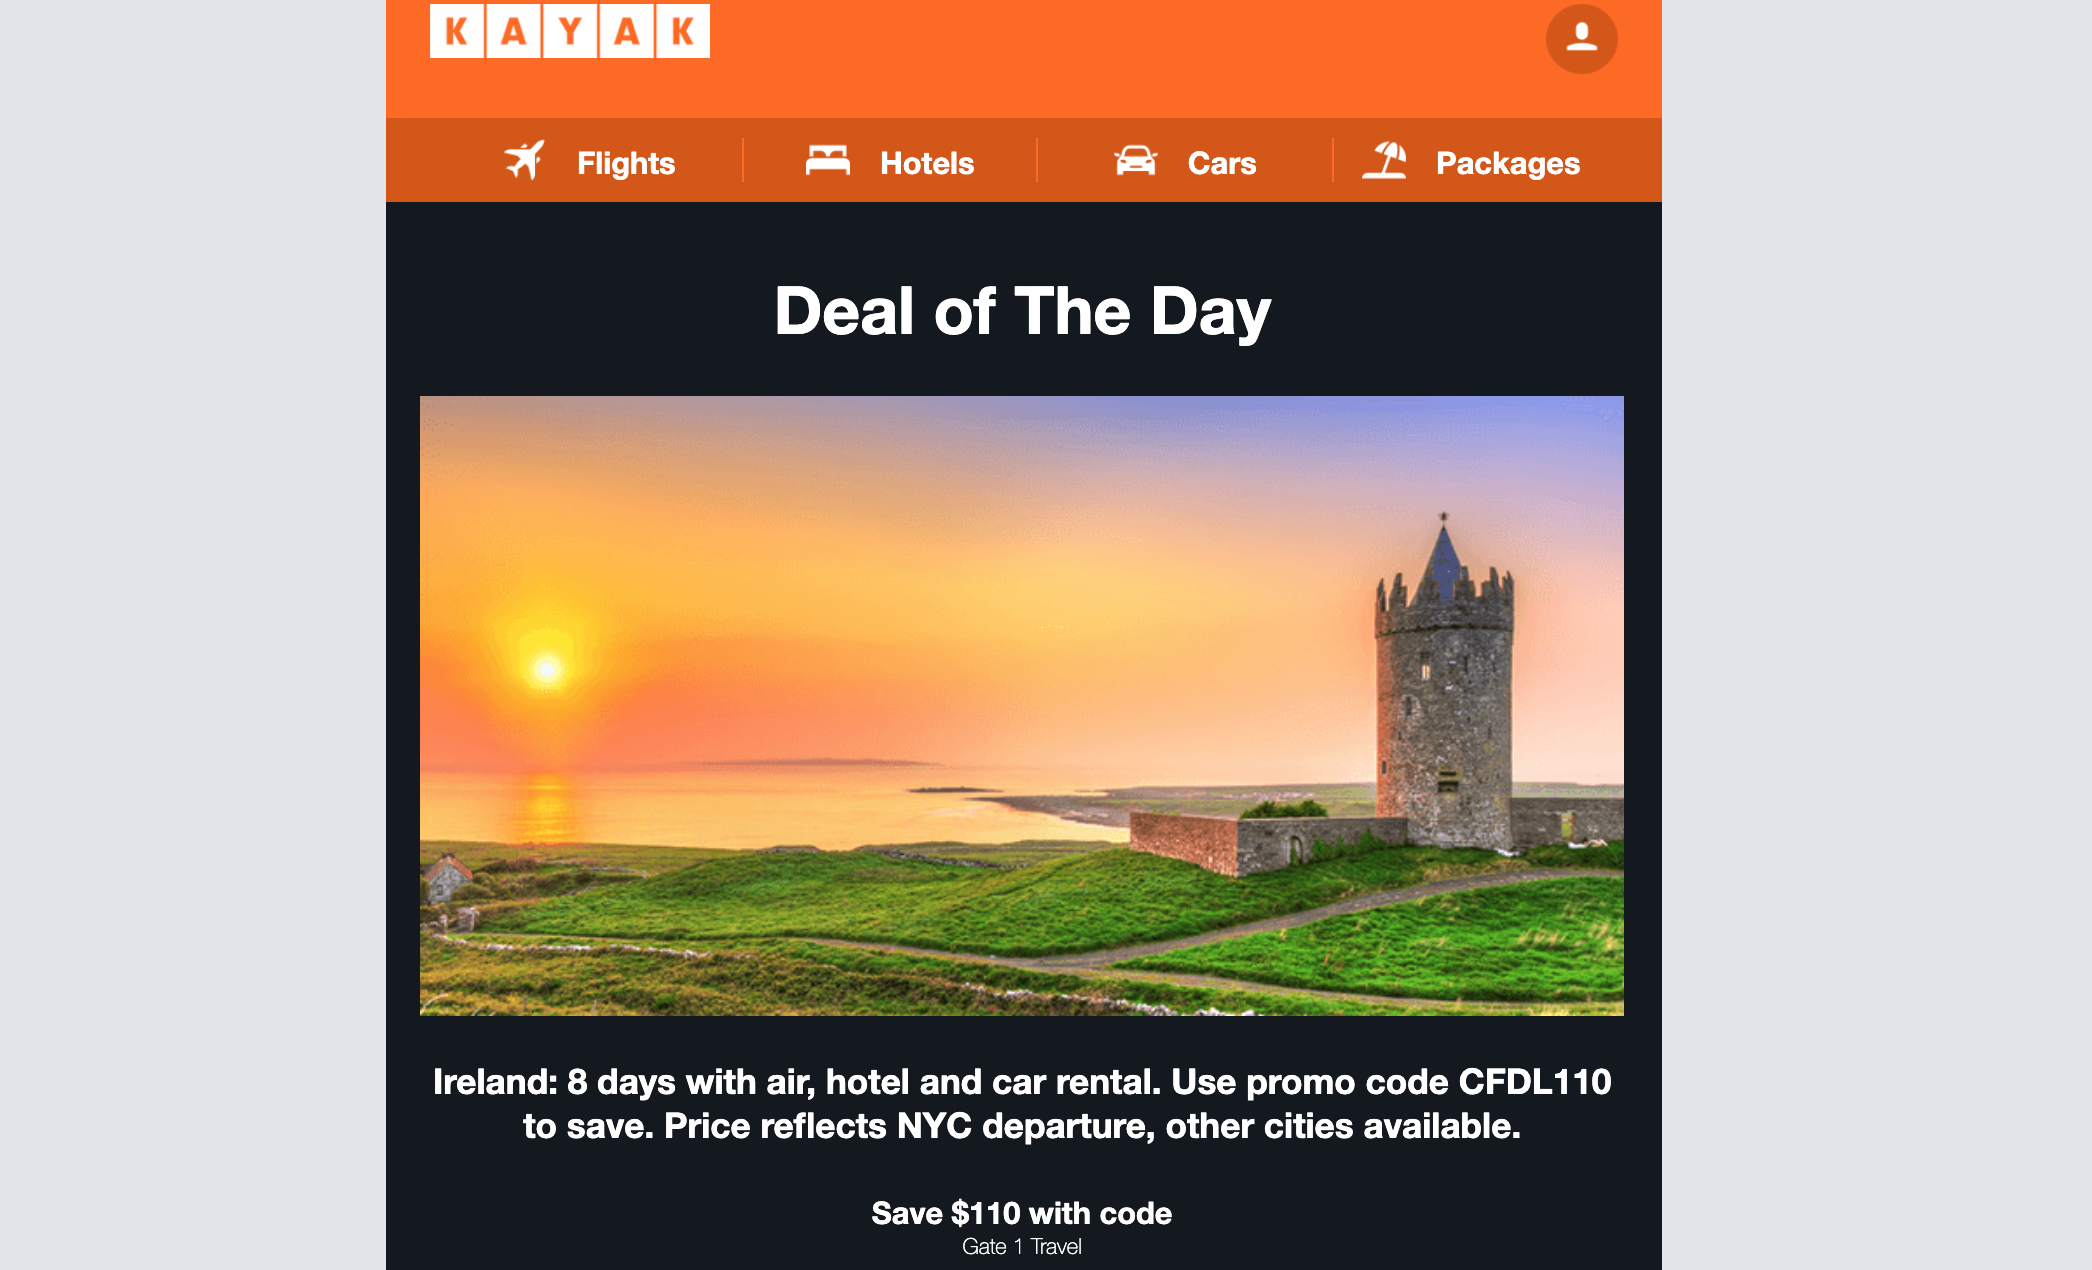 KAYAK
Flights
Hotels
Cars
Packages
Deal of The Day
Ireland: 8 days with air, hotel and car rental. Use promo code CFDL110
to save. Price reflects NYC departure, other cities available.
Save $110 with code
Gate 1 Travel